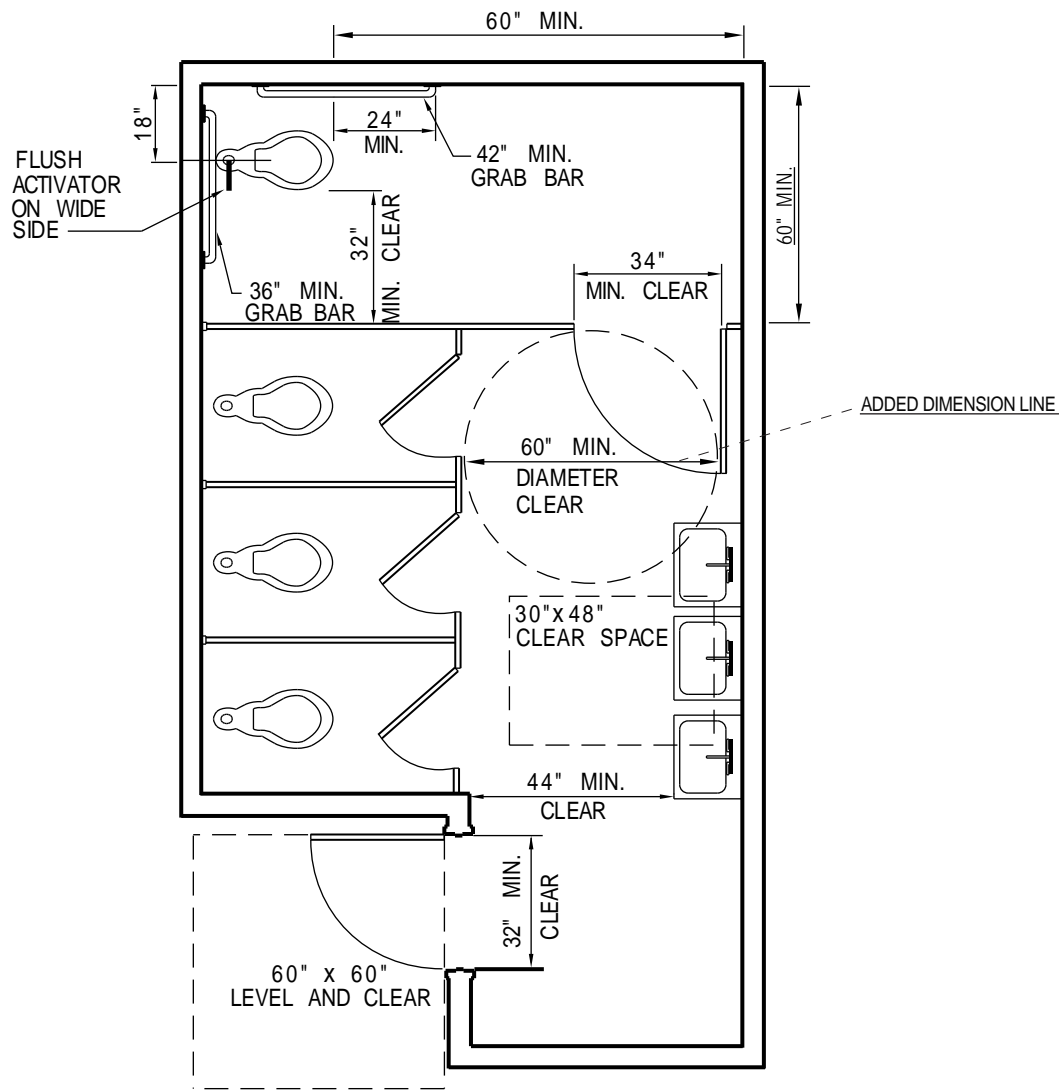 60" MIN.
18"
24"
MIN.
42" MIN.
GRAB BAR
FLUSH
ACTIVATOR
ON WIDE
SIDE
32"
MIN. CLEAR
60" MIN.
36" MIN.
GRAB BAR
34"
MIN. CLEAR
ADDED DIMENSION LINE
60" MIN.
DIAMETER
CLEAR
30"x48"
CLEAR SPACE
44" MIN.
CLEAR
32" MIN.
CLEAR
60" x 60"
LEVEL AND CLEAR